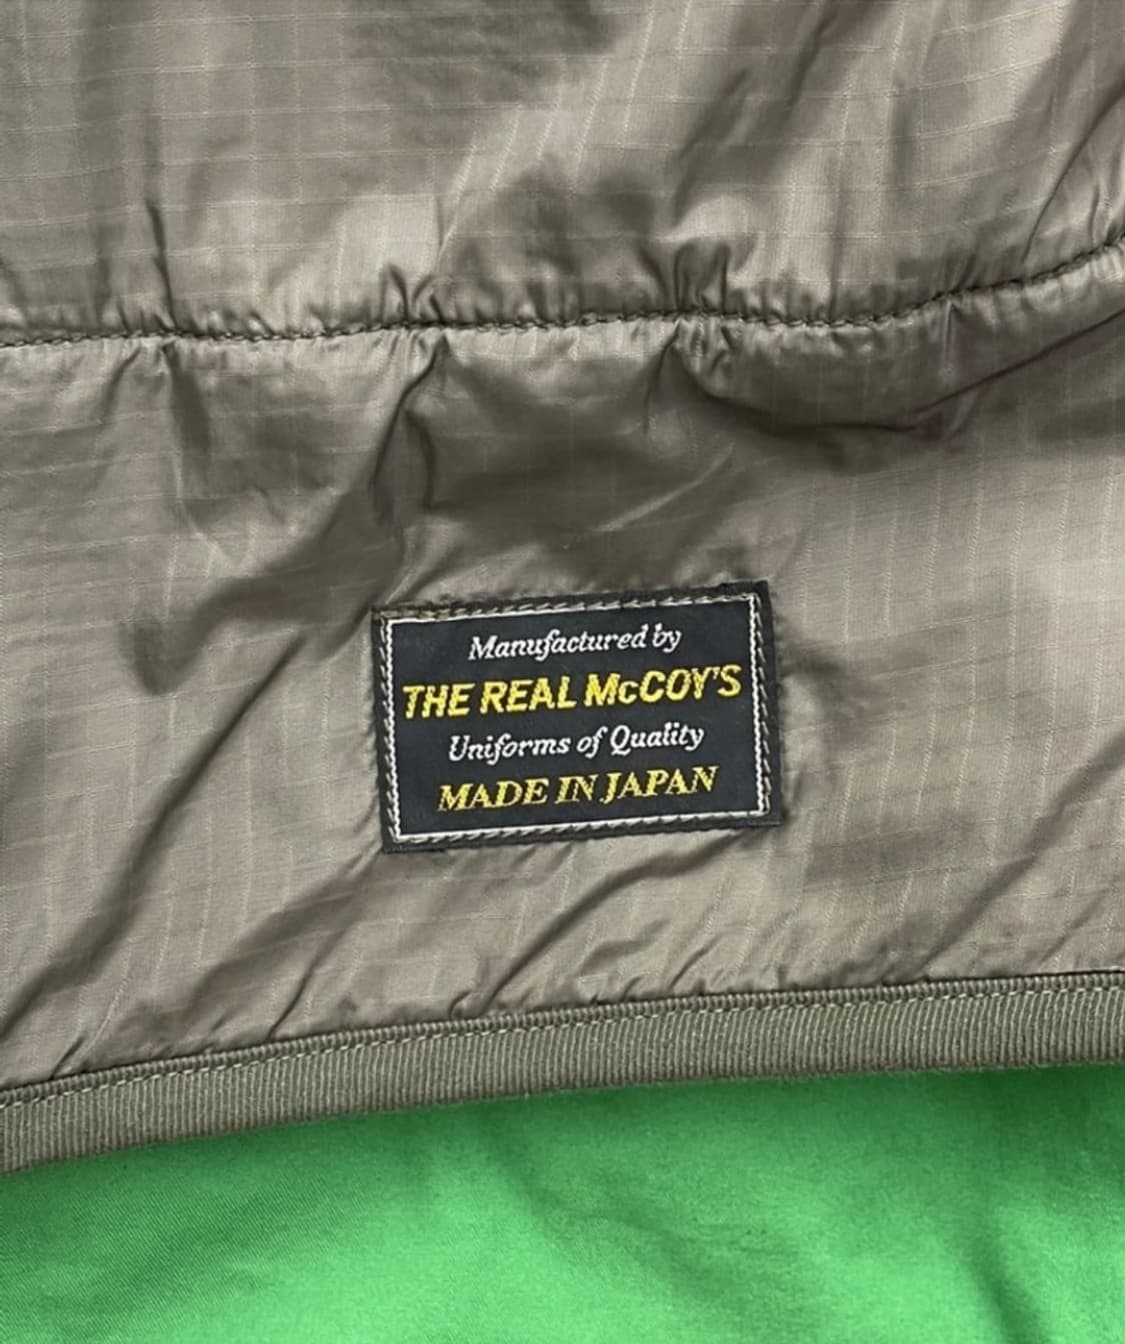 Manufactured by
THE REAL McCOY'S
Uniforms of Quality
MADE IN JAPAN